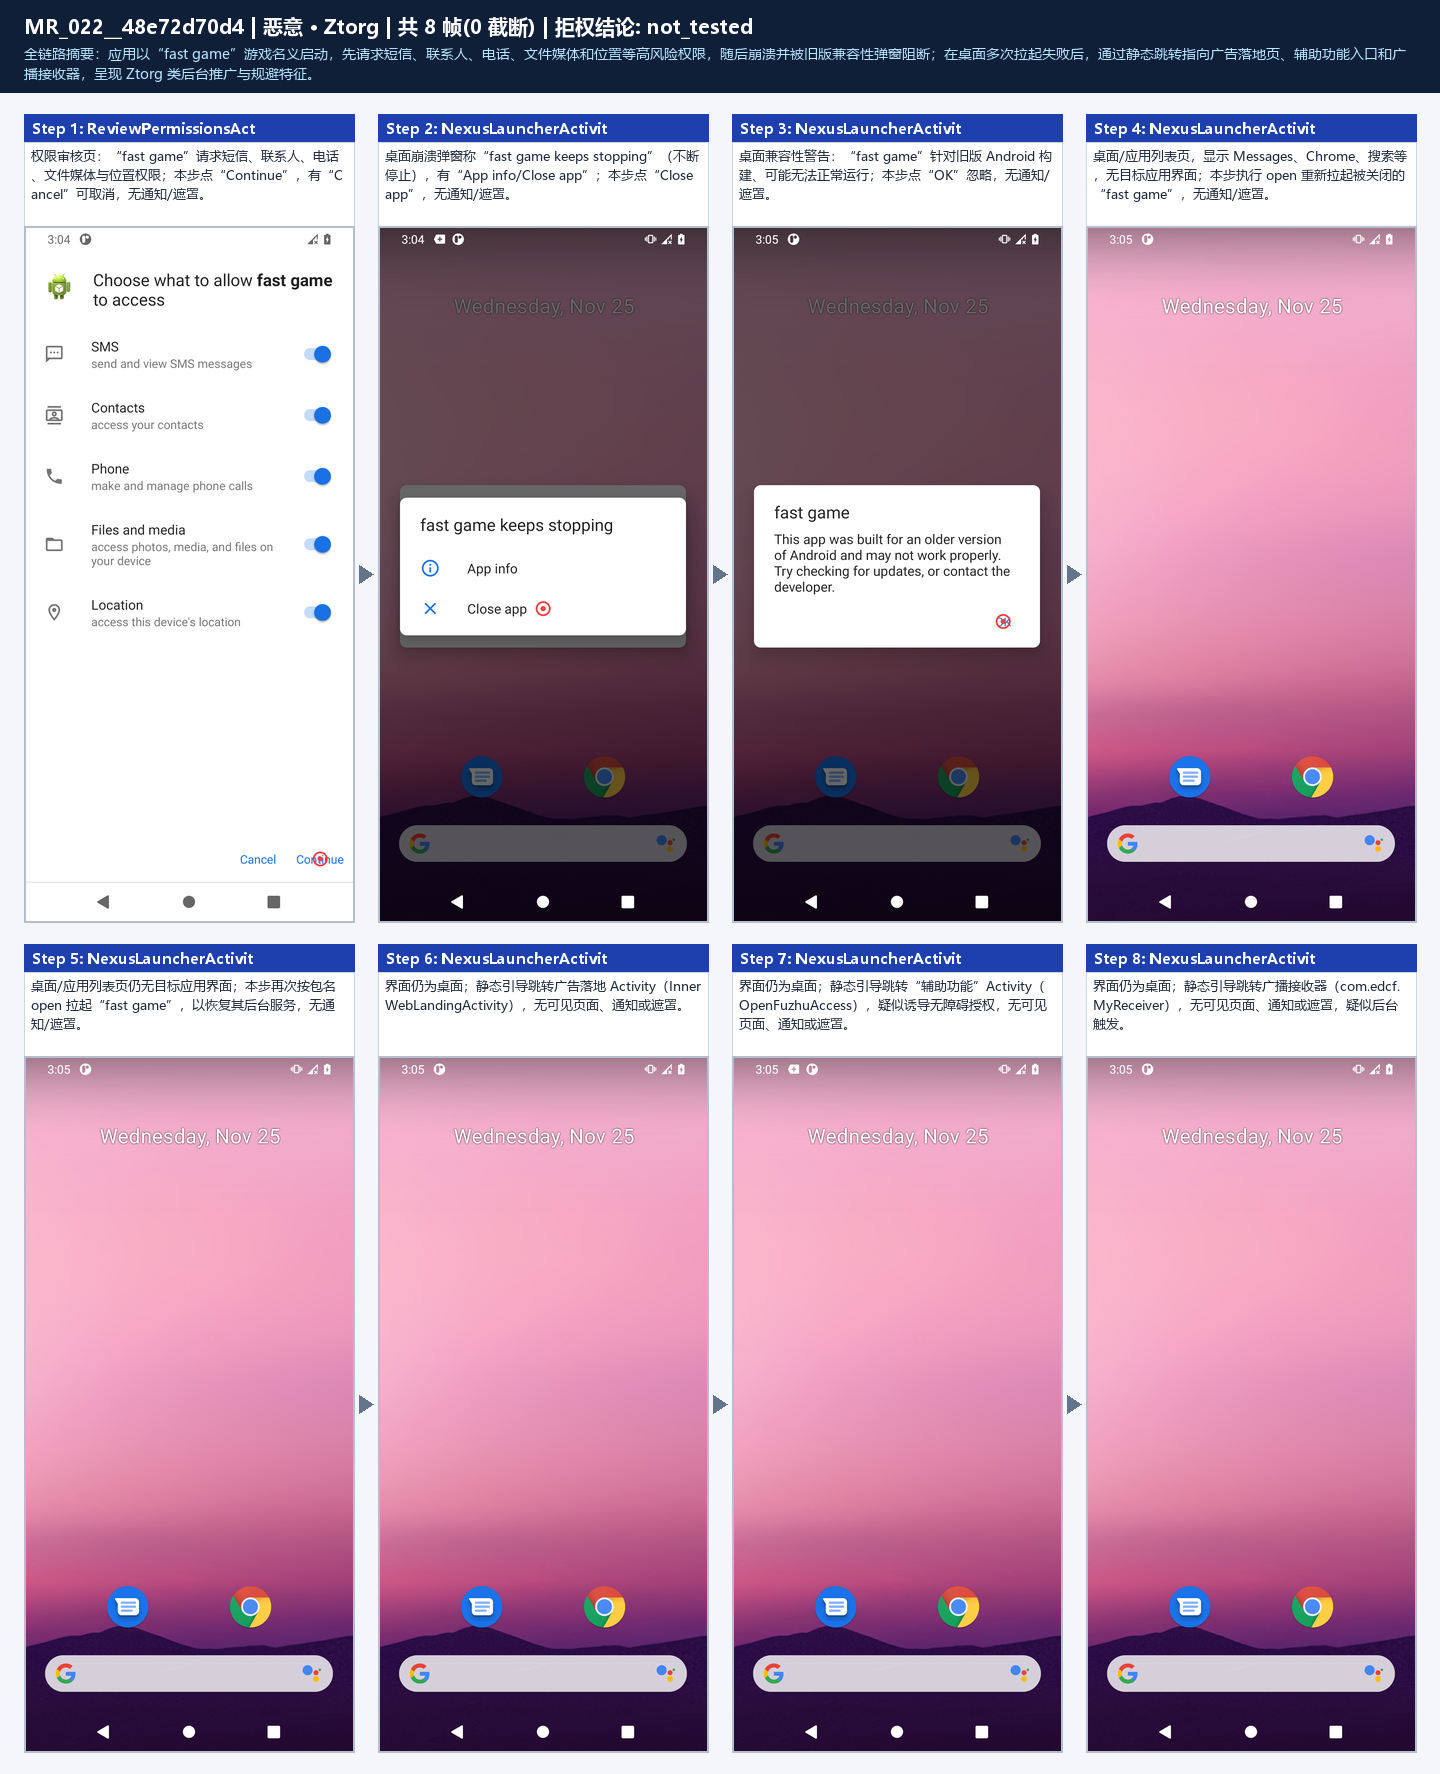 MR_022__48e72d70d4 | 恶意 • Ztorg | 共 8 帧(0 截断) | 拒权结论: not_tested
全链路摘要：应用以“fast game”游戏名义启动，先请求短信、联系人、电话、文件媒体和位置等高风险权限，随后崩溃并被旧版兼容性弹窗阻断；在桌面多次拉起失败后，通过静态跳转指向广告落地页、辅助功能入口和广
播接收器，呈现 Ztorg 类后台推广与规避特征。
Step 1: ReviewPermissionsAct
权限审核页：“fast game”请求短信、联系人、电话
、文件媒体与位置权限；本步点“Continue”，有“C
ancel”可取消，无通知/遮罩。
3:04
Choose what to allow fast game
to access
SMS
send and view SMS messages
Contacts
access your contacts
Phone
make and manage phone calls
Files and media
access photos, media, and files on
your device
Location
access this device's location
Cancel
Continue
Step 2: NexusLauncherActivit
桌面崩溃弹窗称“fast game keeps stopping”（不断
停止），有“App info/Close app”；本步点“Close
app”，无通知/遮罩。
3:04
Wednesday, Nov 25
fast game keeps stopping
App info
Close app
Step 3: NexusLauncherActivit
桌面兼容性警告：“fast game”针对旧版 Android 构
建、可能无法正常运行；本步点“OK”忽略，无通知/
遮罩。
3:05
Wednesday, Nov 25
fast game
This app was built for an older version
of Android and may not work properly.
Try checking for updates, or contact the
developer.
Step 4: NexusLauncherActivit
桌面/应用列表页，显示 Messages、Chrome、搜索等
，无目标应用界面；本步执行 open 重新拉起被关闭的
“fast game”，无通知/遮罩。
3:05
Wednesday, Nov 25
Step 5: NexusLauncherActivit
桌面/应用列表页仍无目标应用界面；本步再次按包名
open 拉起“fast game”，以恢复其后台服务，无通
知/遮罩。
3:05
Wednesday, Nov 25
Step 6: NexusLauncherActivit
界面仍为桌面；静态引导跳转广告落地 Activity（Inner
WebLandingActivity），无可见页面、通知或遮罩。
3:05
Wednesday, Nov 25
Step 7: NexusLauncherActivit
界面仍为桌面；静态引导跳转“辅助功能”Activity（
OpenFuzhuAccess），疑似诱导无障碍授权，无可见
页面、通知或遮罩。
3:05
Wednesday, Nov 25
Step 8: NexusLauncherActivit
界面仍为桌面；静态引导跳转广播接收器（com.edcf.
MyReceiver），无可见页面、通知或遮罩，疑似后台
触发。
3:05
Wednesday, Nov 25